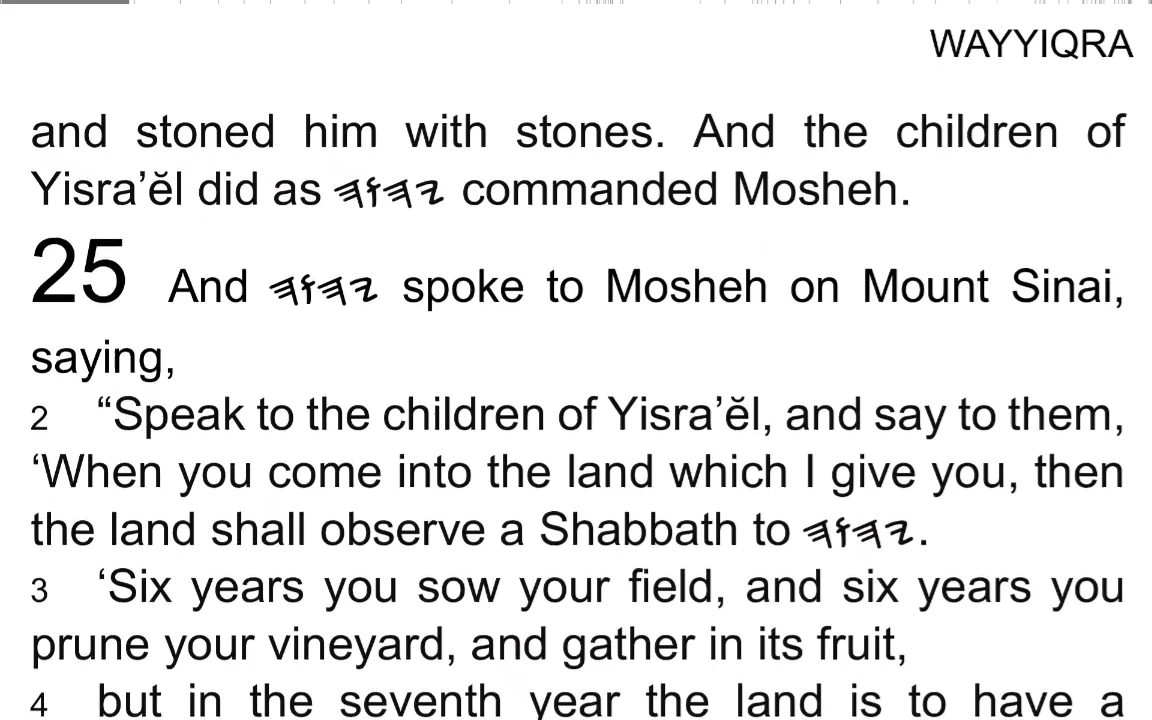 WAYYIQRA
and stoned him with stones. And the children of
Yisra’ĕl did as 𐤉𐤄𐤅𐤄 commanded Mosheh.
25 And 𐤉𐤄𐤅𐤄 spoke to Mosheh on Mount Sinai,
saying,
2 “Speak to the children of Yisra’ĕl, and say to them,
‘When you come into the land which I give you, then
the land shall observe a Shabbath to 𐤉𐤄𐤅𐤄.
3 ‘Six years you sow your field, and six years you
prune your vineyard, and gather in its fruit,
4 but in the seventh year the land is to have a